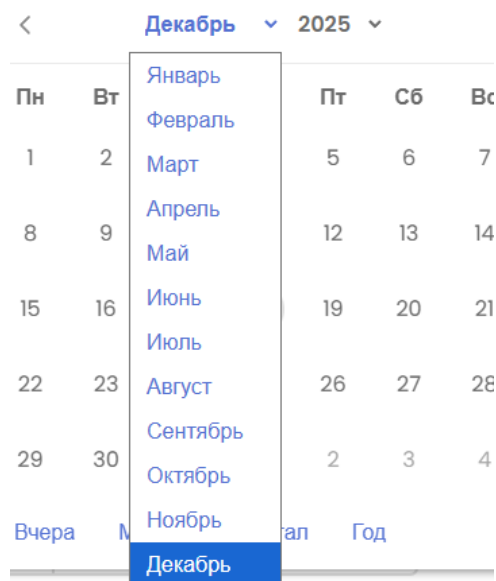 Декабрь 2025
Январь
Пн Вт Пт Сб
Февраль
1 2 Март 5 6 7
Апрель
8 9 12 13 14
Май
15 16 Июнь 19 20 21
Июль
22 23 Август 26 27 28
Сентябрь
29 30 2 3 4
Октябрь
Ноябрь
Вчера Год
Декабрь